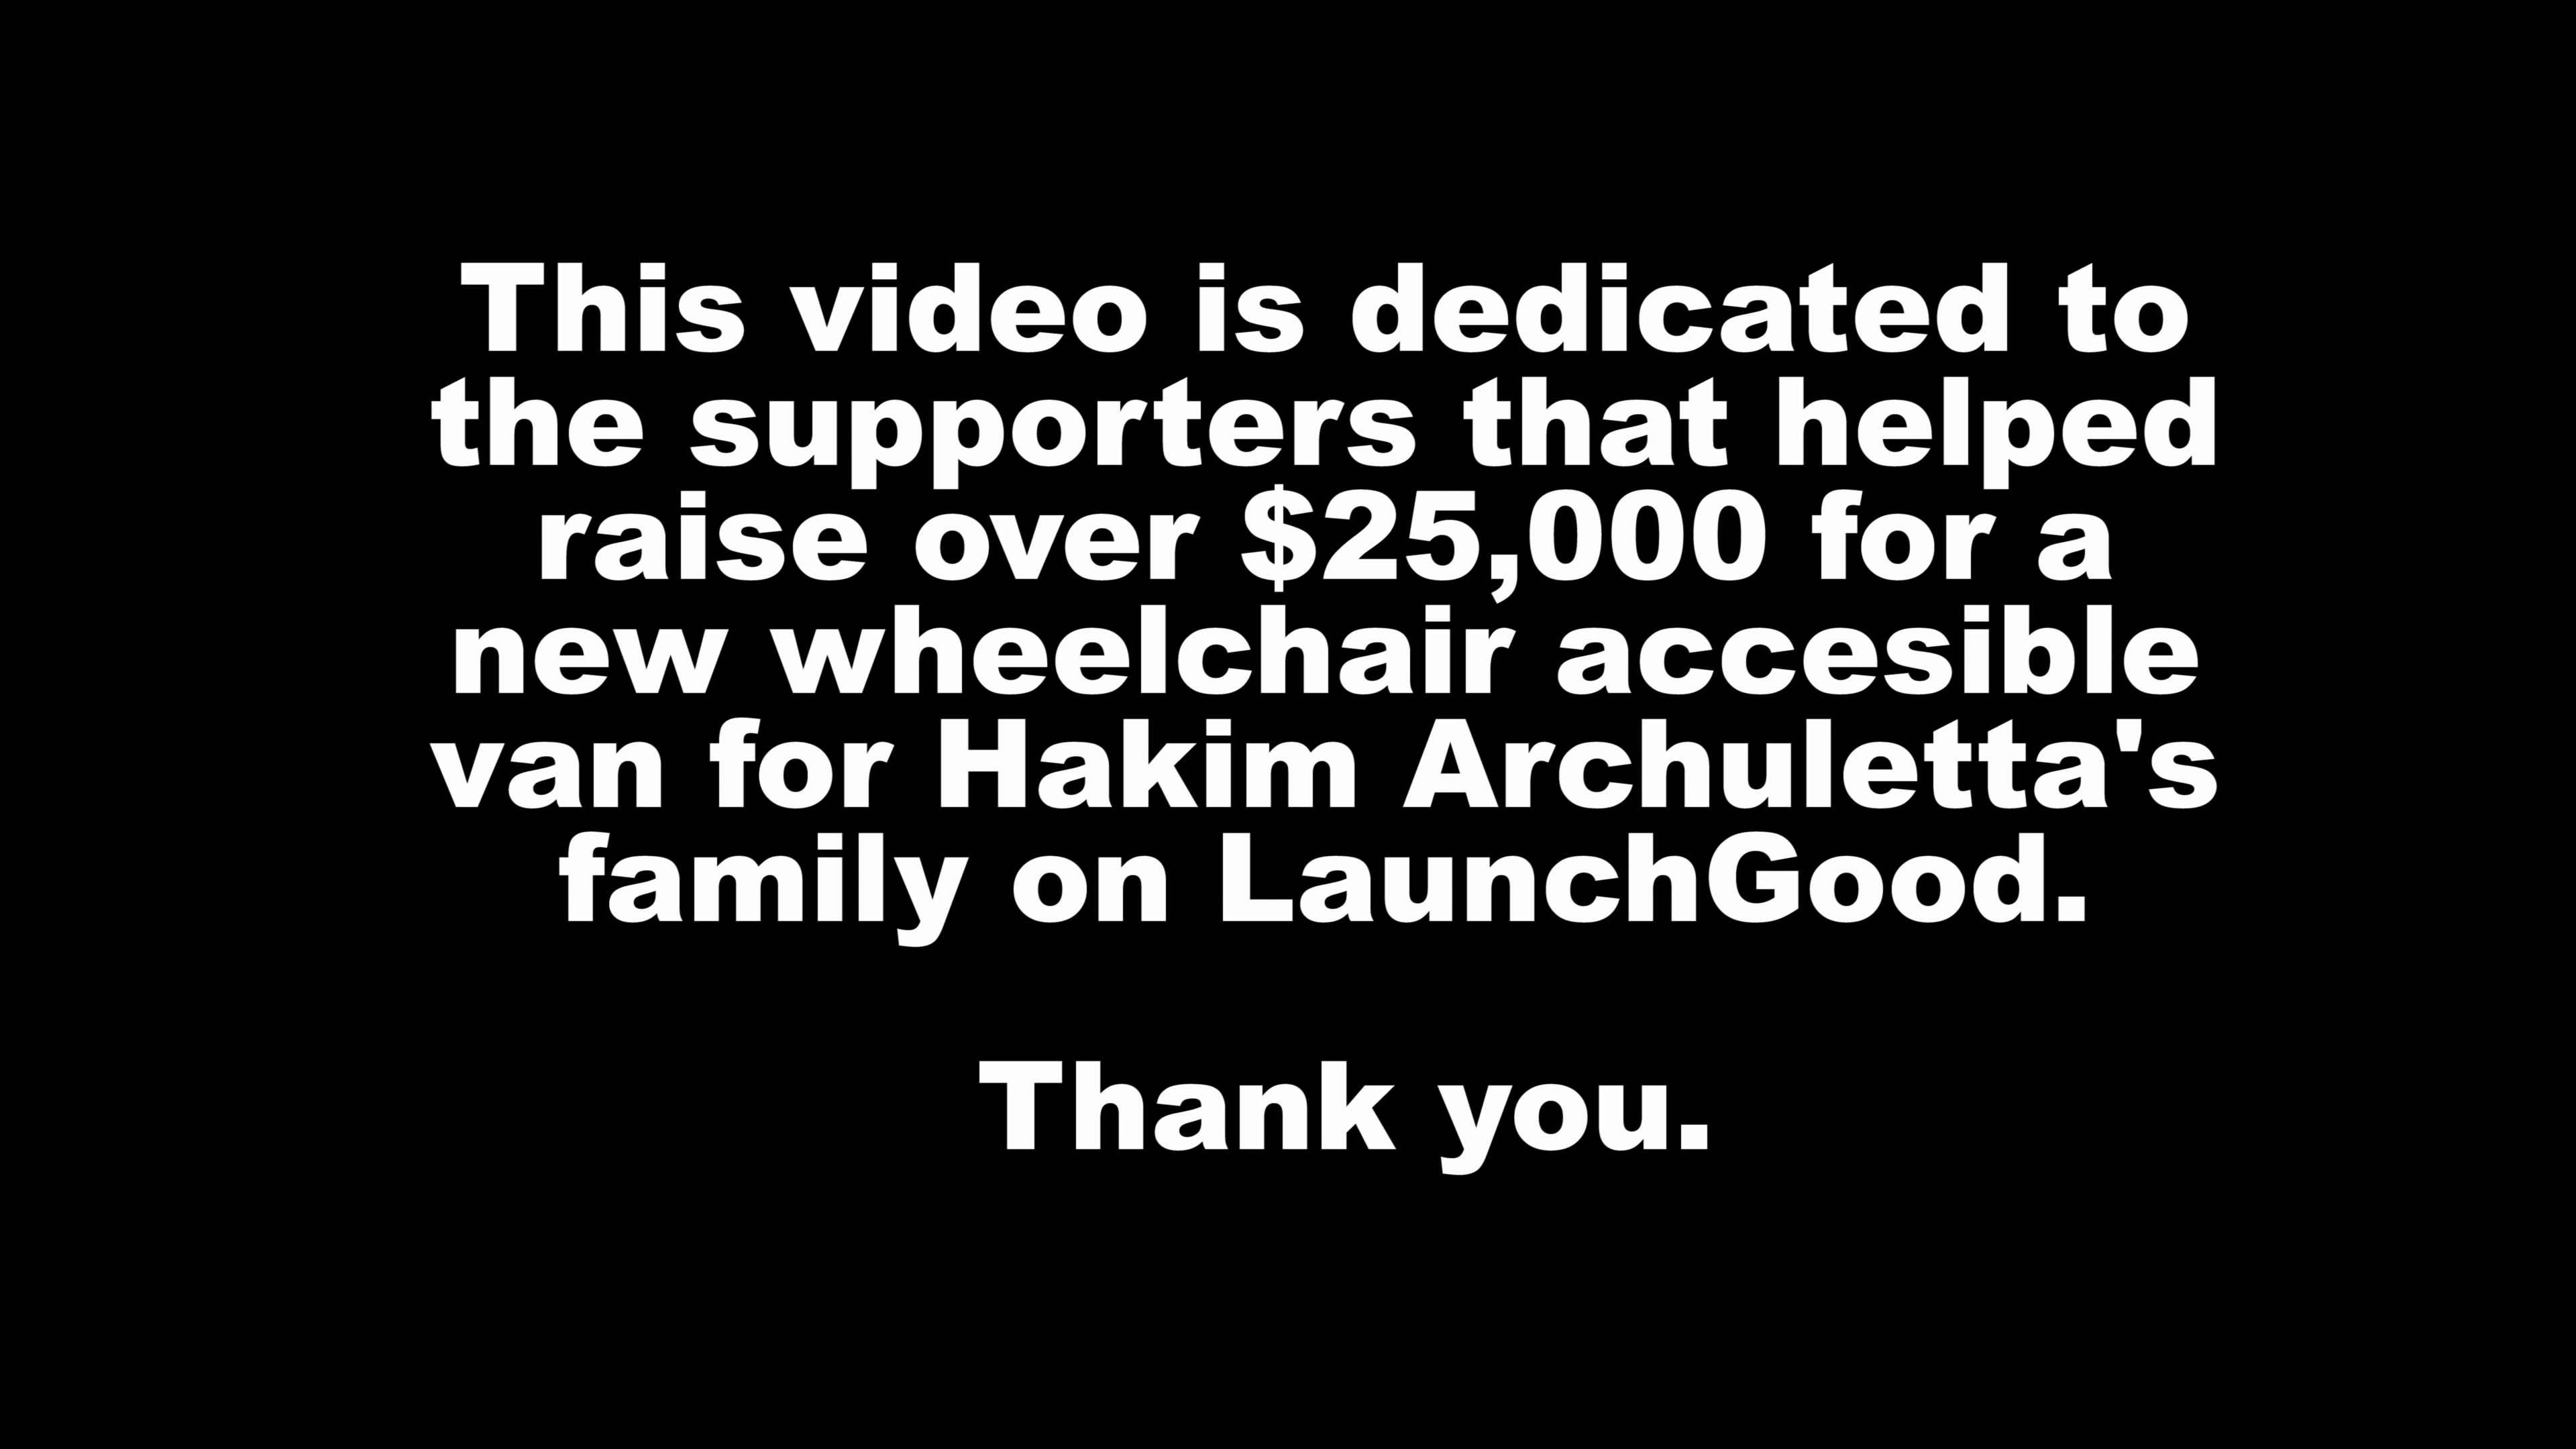 This video is dedicated to
the supporters that helped
raise over $25,000 for a
new wheelchair accesible
van for Hakim Archuletta's
family on LaunchGood.
Thank you.